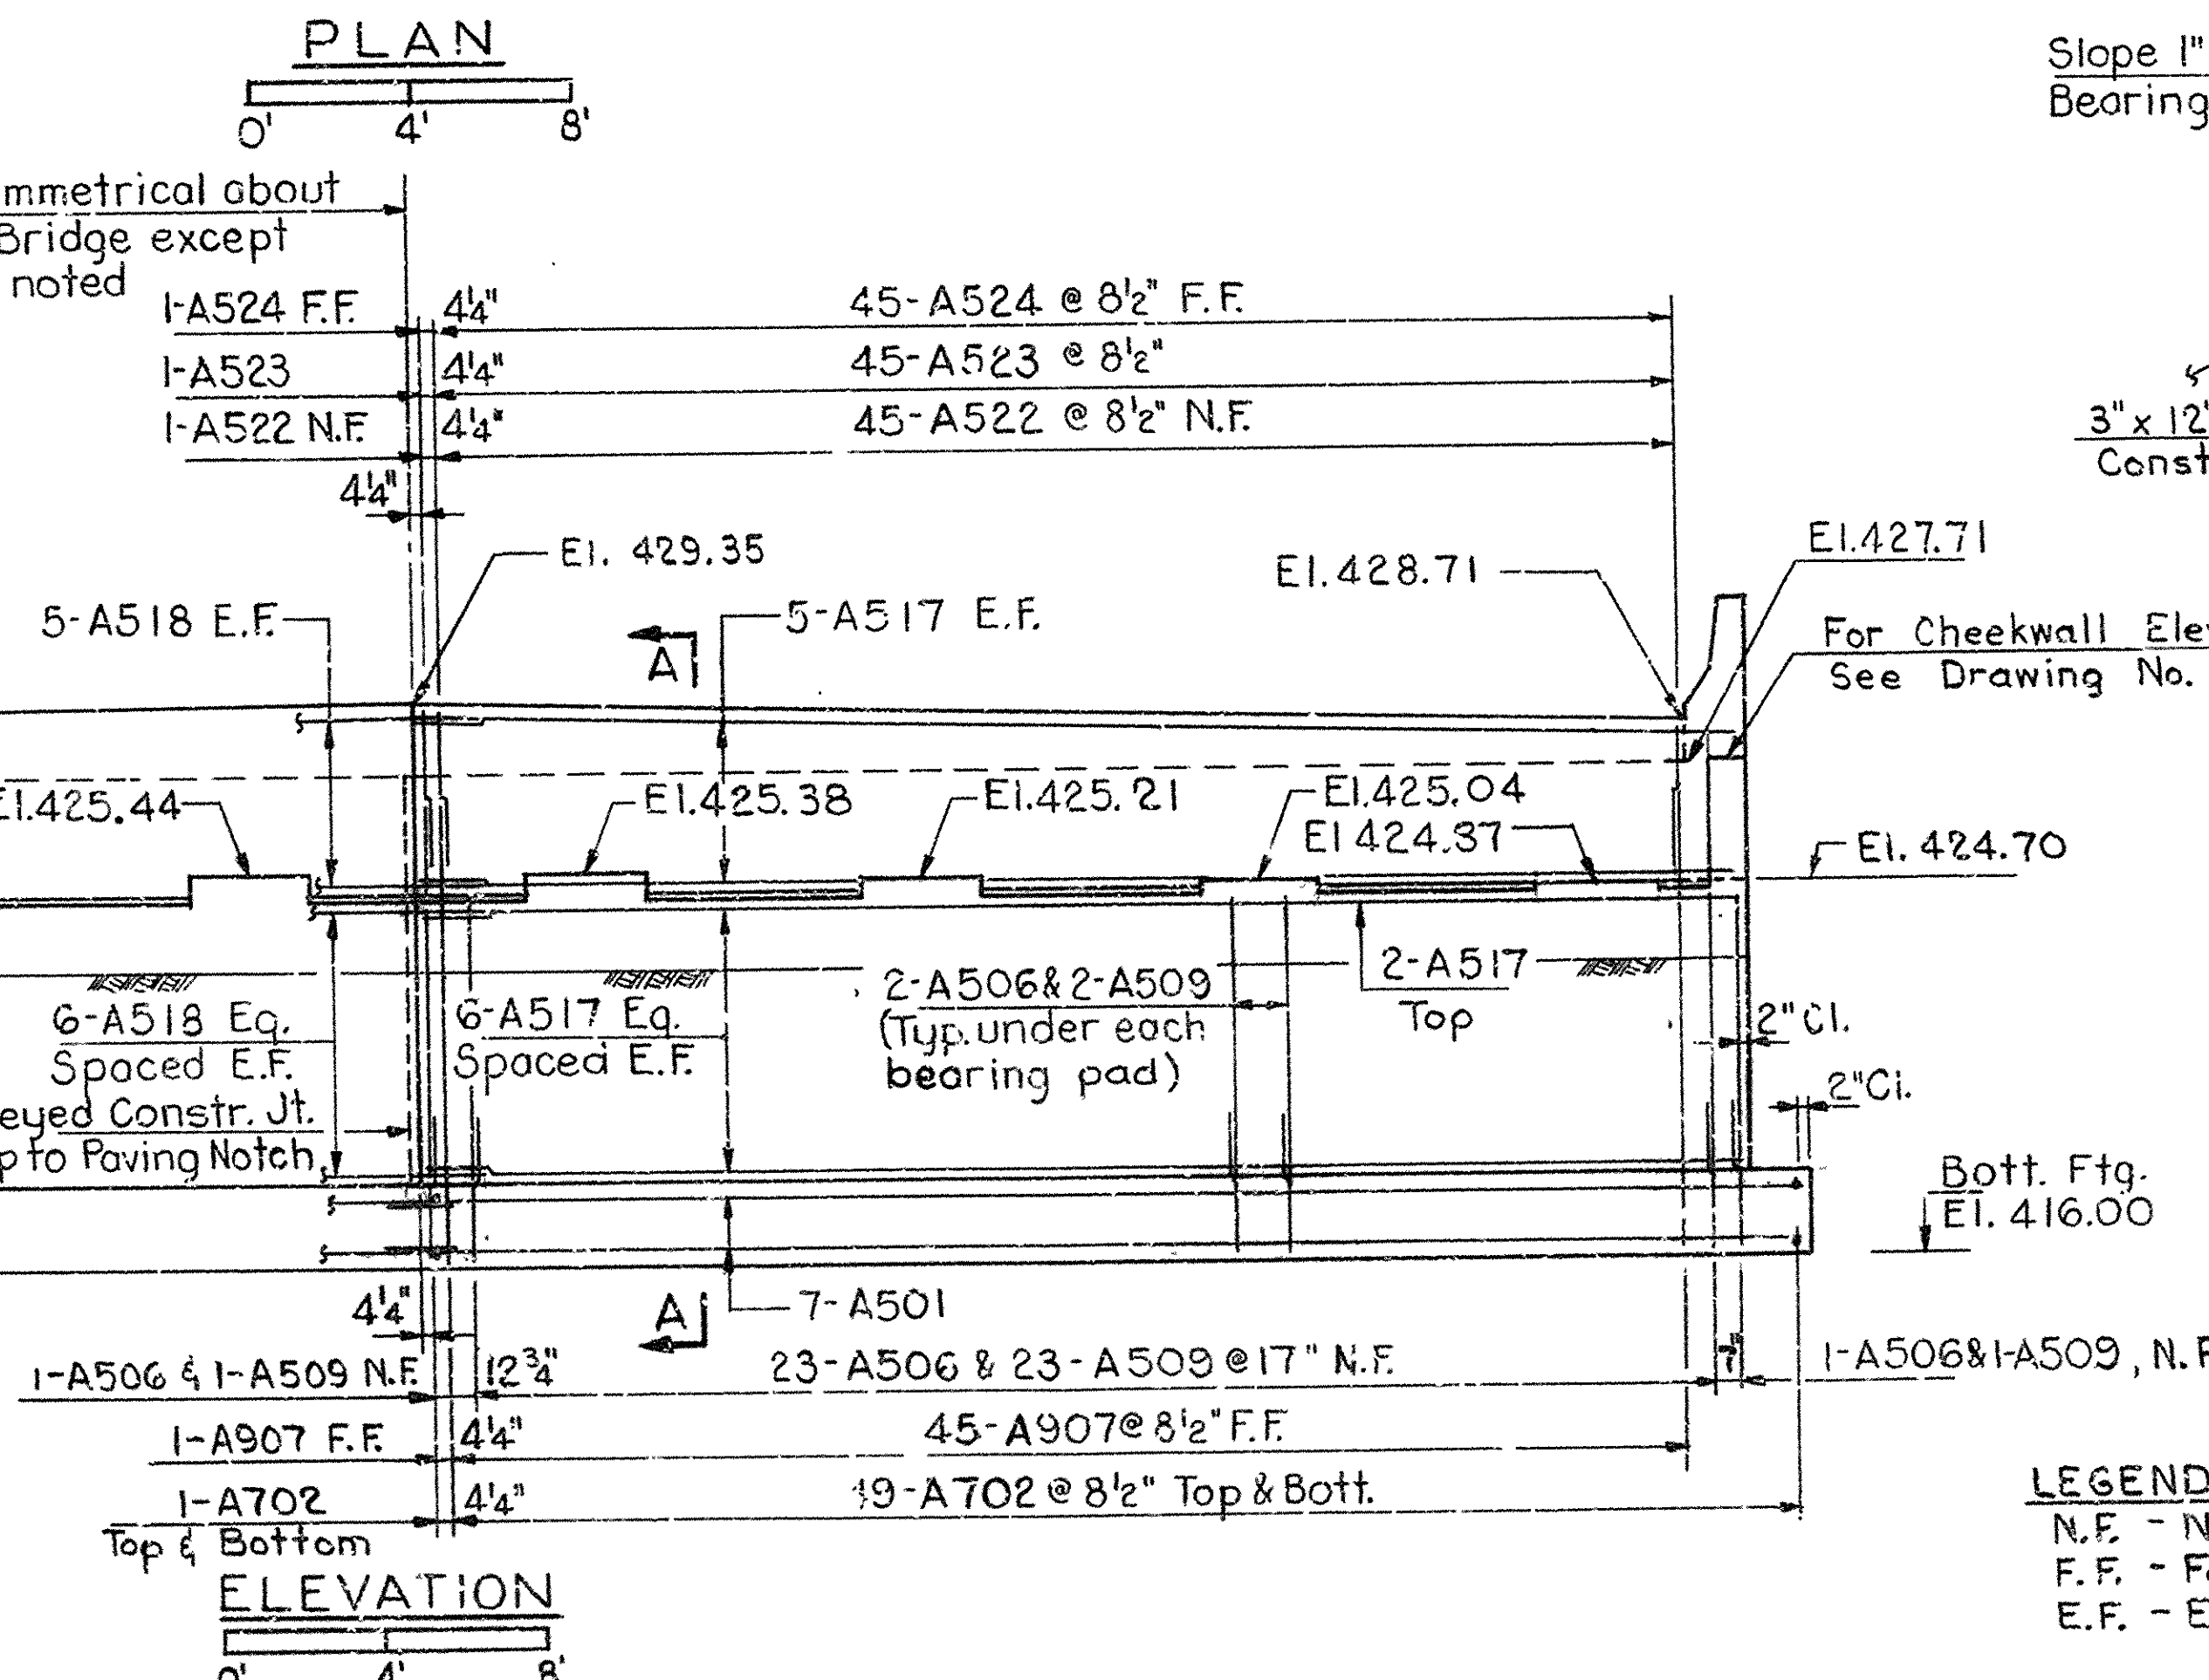 PLAN
0' 4' 8'
Slope 1"
Bearing
mmetrical about
Bridge except
noted
1-A524 F.F. 4¼" 45-A524 @ 8½" F.F.
1-A523 4¼" 45-A523 @ 8½"
1-A522 N.F. 4¼" 45-A522 @ 8½" N.F.
4¼"
3" x 12"
Const
El. 429.35
El.428.71
El.427.71
5-A518 E.F.
A
5-A517 E.F.
For Cheekwall Ele
See Drawing No.
El.425.44
El.425.38
El.425.21
El.425.04
El 424.37
El. 424.70
6-A518 Eq.
Spaced E.F.
6-A517 Eq.
Spaced E.F.
2-A506 & 2-A509
(Typ. under each
bearing pad)
2-A517
Top
2" Cl.
2" Cl.
eyed Constr. Jt.
p to Paving Notch
Bott. Ftg.
El. 416.00
4¼"
A
7-A501
1-A506 & 1-A509 N.F. 12¾" 23-A506 & 23-A509 @ 17" N.F. 7" 1-A506 & 1-A509, N.F
1-A907 F.F. 4¼" 45-A907 @ 8½" F.F.
1-A702 4¼" 49-A702 @ 8½" Top & Bott.
Top & Bottom
LEGEND
N.F. - N
F.F. - F
E.F. - E
ELEVATION
0' 4' 8'